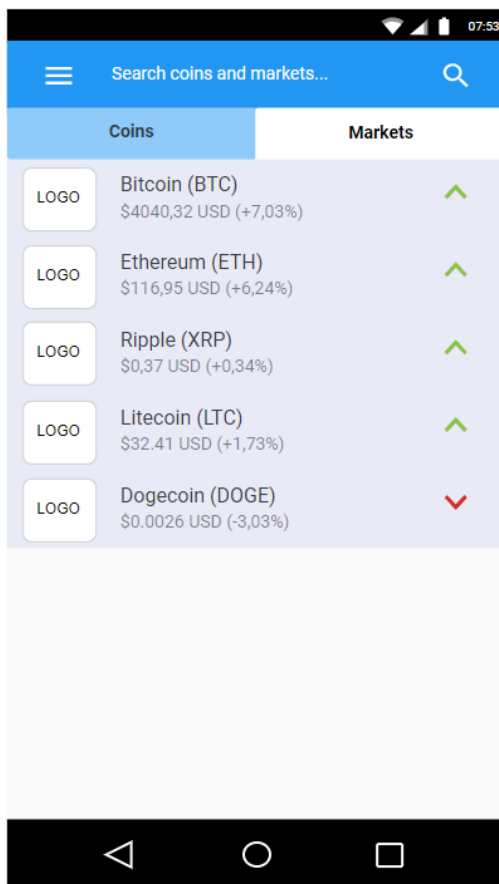 07:53
Search coins and markets...
Coins
Markets
LOGO
Bitcoin (BTC)
$4040,32 USD (+7,03%)
LOGO
Ethereum (ETH)
$116,95 USD (+6,24%)
LOGO
Ripple (XRP)
$0,37 USD (+0,34%)
LOGO
Litecoin (LTC)
$32.41 USD (+1,73%)
LOGO
Dogecoin (DOGE)
$0.0026 USD (-3,03%)